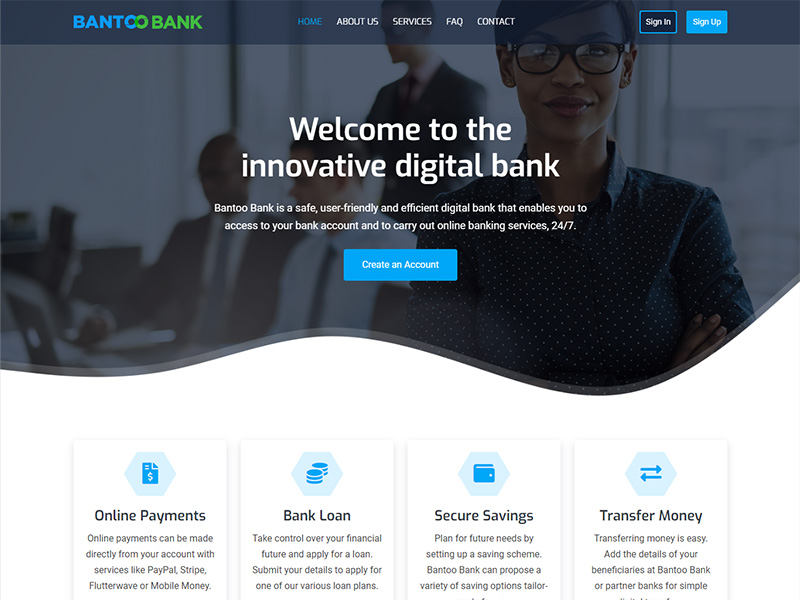 BANTOO BANK
HOME ABOUT US SERVICES FAQ CONTACT Sign In Sign Up
Welcome to the
innovative digital bank
Bantoo Bank is a safe, user-friendly and efficient digital bank that enables you to
access to your bank account and to carry out online banking services, 24/7.
Create an Account
Online Payments
Online payments can be made
directly from your account with
services like PayPal, Stripe,
Flutterwave or Mobile Money.
Bank Loan
Take control over your financial
future and apply for a loan.
Submit your details to apply for
one of our various loan plans.
Secure Savings
Plan for future needs by
setting up a saving scheme.
Bantoo Bank can propose a
variety of saving options tailor-
Transfer Money
Transferring money is easy.
Add the details of your
beneficiaries at Bantoo Bank
or partner banks for simple